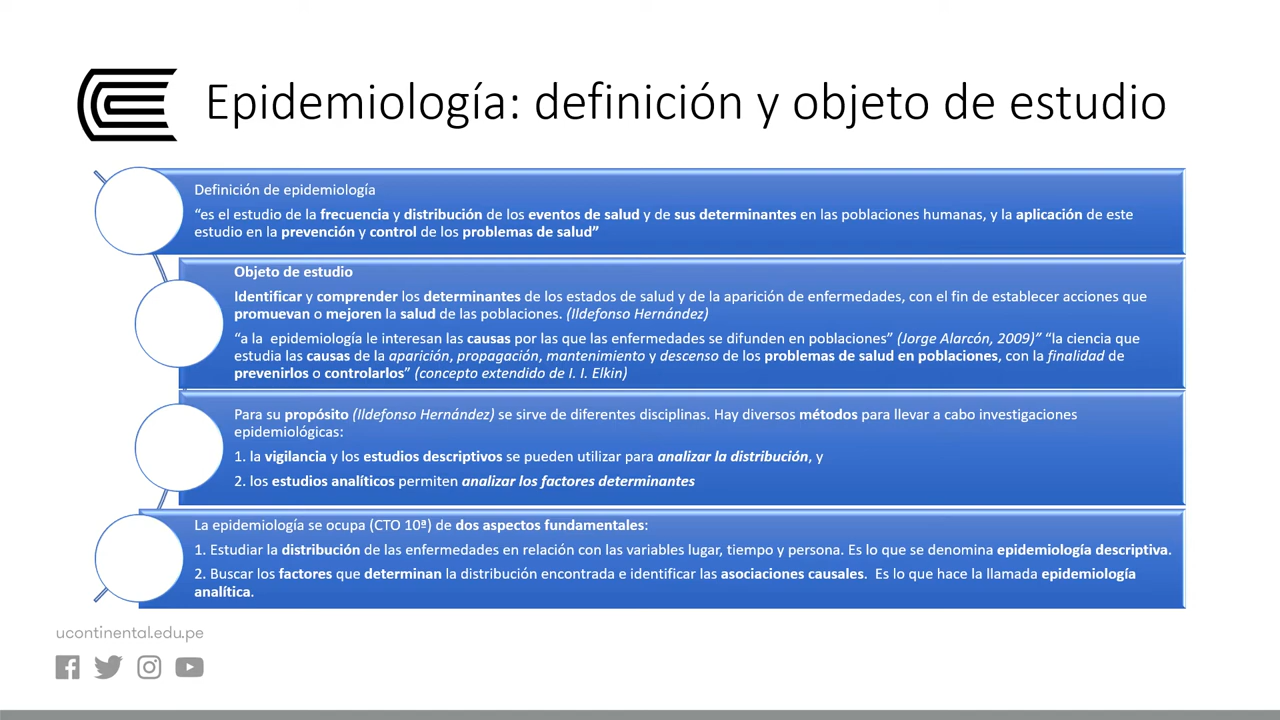 Epidemiología: definición y objeto de estudio
Definición de epidemiología
“es el estudio de la frecuencia y distribución de los eventos de salud y de sus determinantes en las poblaciones humanas, y la aplicación de este
estudio en la prevención y control de los problemas de salud”
Objeto de estudio
Identificar y comprender los determinantes de los estados de salud y de la aparición de enfermedades, con el fin de establecer acciones que
promuevan o mejoren la salud de las poblaciones. (Ildefonso Hernández)
“a la  epidemiología le interesan las causas por las que las enfermedades se difunden en poblaciones” (Jorge Alarcón, 2009)” “la ciencia que
estudia las causas de la aparición, propagación, mantenimiento y descenso de los problemas de salud en poblaciones, con la finalidad de
prevenirlos o controlarlos” (concepto extendido de I. I. Elkin)
Para su propósito (Ildefonso Hernández) se sirve de diferentes disciplinas. Hay diversos métodos para llevar a cabo investigaciones
epidemiológicas:
1. la vigilancia y los estudios descriptivos se pueden utilizar para analizar la distribución, y
2. los estudios analíticos permiten analizar los factores determinantes
La epidemiología se ocupa (CTO 10ª) de dos aspectos fundamentales:
1. Estudiar la distribución de las enfermedades en relación con las variables lugar, tiempo y persona. Es lo que se denomina epidemiología descriptiva.
2. Buscar los factores que determinan la distribución encontrada e identificar las asociaciones causales.  Es lo que hace la llamada epidemiología
analítica.
ucontinental.edu.pe